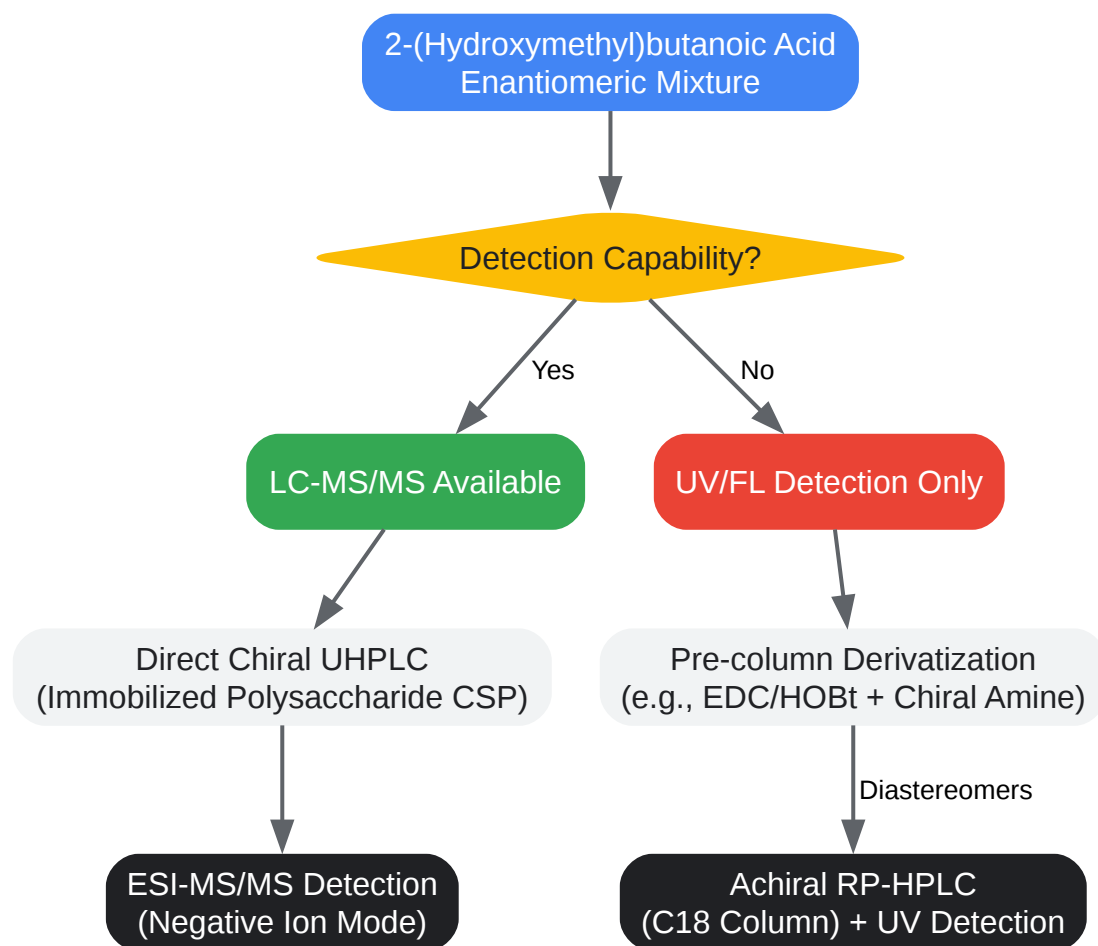 2-(Hydroxymethyl)butanoic Acid
Enantiomeric Mixture
Detection Capability?
Yes
No
LC-MS/MS Available
UV/FL Detection Only
Direct Chiral UHPLC
(Immobilized Polysaccharide CSP)
Pre-column Derivatization
(e.g., EDC/HOBt + Chiral Amine)
Diastereomers
ESI-MS/MS Detection
(Negative Ion Mode)
Achiral RP-HPLC
(C18 Column) + UV Detection